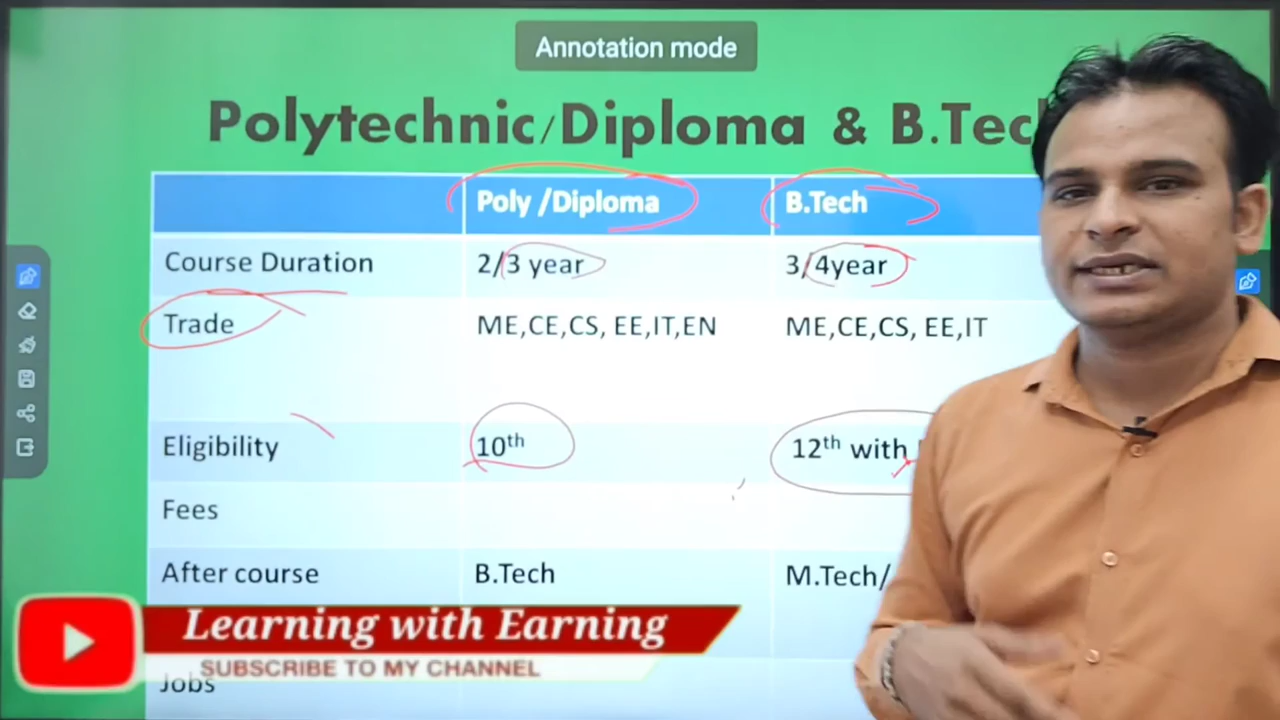 Annotation mode
Polytechnic/Diploma & B.Tec
Poly /Diploma B.Tech
Course Duration 2/3 year 3/4year
Trade ME,CE,CS, EE,IT,EN ME,CE,CS, EE,IT
Eligibility 10th 12th with
Fees
After course B.Tech M.Tech/
Learning with Earning
SUBSCRIBE TO MY CHANNEL
Jobs